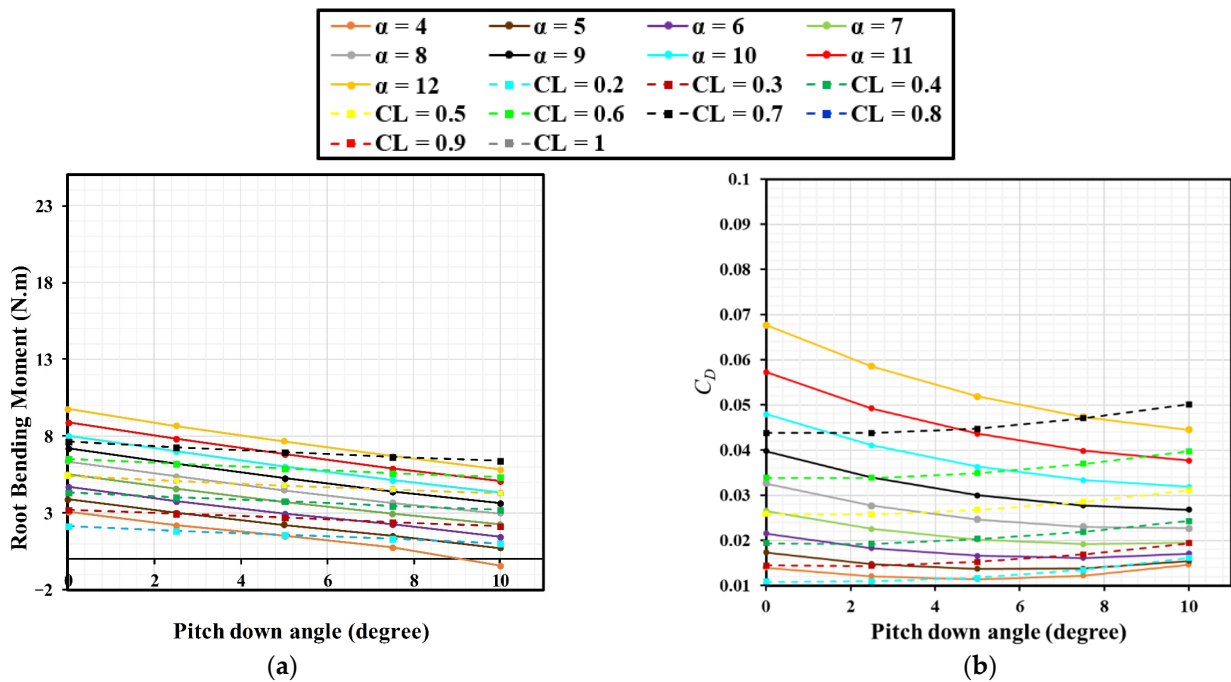 α = 4 α = 5 α = 6 α = 7
α = 8 α = 9 α = 10 α = 11
α = 12 CL = 0.2 CL = 0.3 CL = 0.4
CL = 0.5 CL = 0.6 CL = 0.7 CL = 0.8
CL = 0.9 CL = 1
Root Bending Moment (N.m)
23
18
13
8
3
−2
0 2 4 6 8 10
Pitch down angle (degree)
(a)
C_D
0.1
0.09
0.08
0.07
0.06
0.05
0.04
0.03
0.02
0.01
0 2 4 6 8 10
Pitch down angle (degree)
(b)